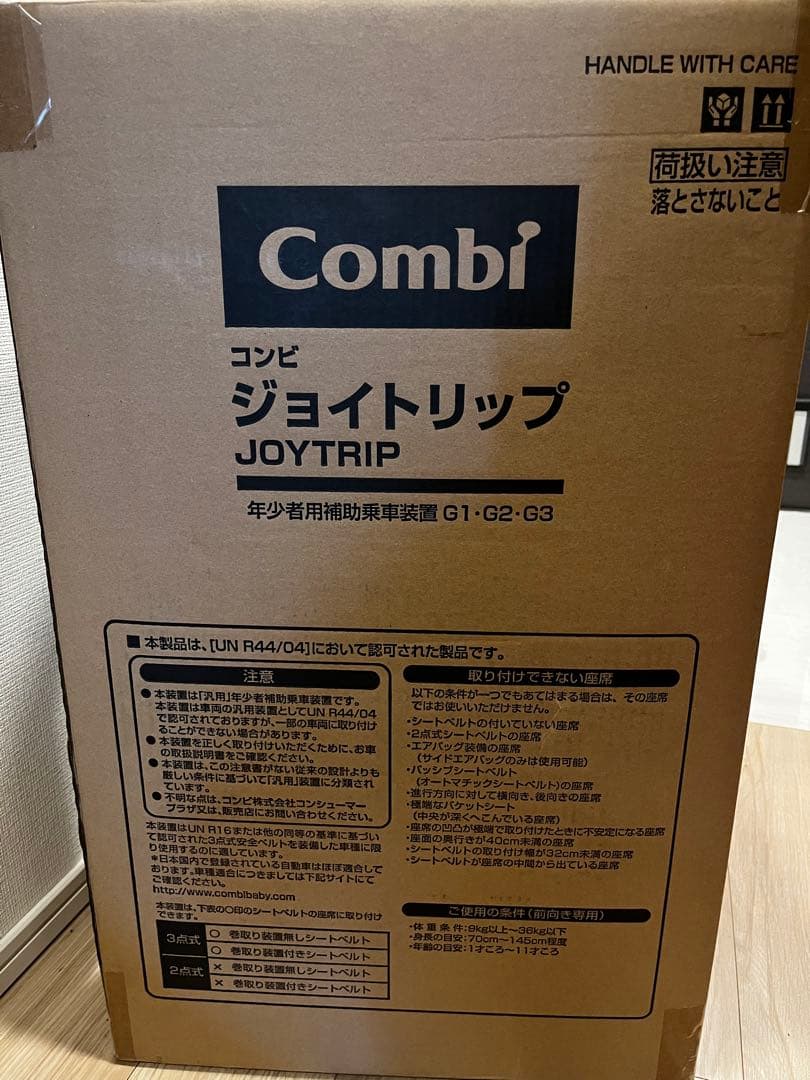 HANDLE WITH CARE
荷扱い注意
落とさないこと
Combi
コンビ
ジョイトリップ
JOYTRIP
年少者用補助乗車装置 G1・G2・G3
■ 本製品は、[UN R44/04]において認可された製品です。
注意
●本装置は「汎用」年少者補助乗車装置です。
本装置は車両の汎用装置としてUN R44/04
で認可されておりますが、一部の車両に取り付け
ることができない場合があります。
●本装置を正しく取り付けいただくために、お車
の取扱説明書をご確認ください。
●本装置は、この注意書がない従来の設計よりも
厳しい条件に基づいて「汎用」装置に分類され
ています。
●不明な点は、コンビ株式会社コンシューマー
プラザ又は、販売店にお問い合わせください。
本装置はUN R16または他の同等の基準に基づい
て認可された3点式安全ベルトを装備した車種に限
り使用するのに適しています。
*日本国内で登録されている自動車はほぼ適合して
おります。車種適合につきましては下記サイトにて
ご確認ください。
http://www.combibaby.com
本装置は、下表の〇印のシートベルトの座席に取り付け
できます。
3点式 〇 巻取り装置無しシートベルト
〇 巻取り装置付きシートベルト
2点式 × 巻取り装置無しシートベルト
× 巻取り装置付きシートベルト
取り付けできない座席
以下の条件が一つでもあてはまる場合は、その座席
ではお使いいただけません。
・シートベルトの付いていない座席
・2点式シートベルトの座席
・エアバッグ装備の座席
(サイドエアバッグのみは使用可能)
・パッシブシートベルト
(オートマチックシートベルト)の座席
・進行方向に対して横向き、後向きの座席
・極端なバケットシート
(中央が深くへこんでいる座席)
・座席の凹凸が極端で取り付けたときに不安定になる座席
・座面の奥行きが40cm未満の座席
・シートベルトの取り付け幅が32cm未満の座席
・シートベルトが座席の中間から出ている座席
ご使用の条件(前向き専用)
・体重条件:9kg以上~36kg以下
・身長の目安:70cm~145cm程度
・年齢の目安:1才ごろ~11才ごろ